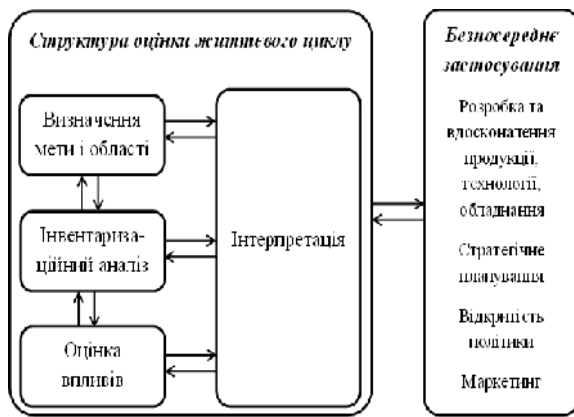 Структура оцінки життєвого циклу
Визначення
мети і області
Інвентариза-
ційний аналіз
Оцінка
впливів
Інтерпретація
Безпосереднє
застосування
Розробка та
вдосконалення
продукції,
технології,
обладнання
Стратегічне
планування
Відкритість
політики
Маркетинг